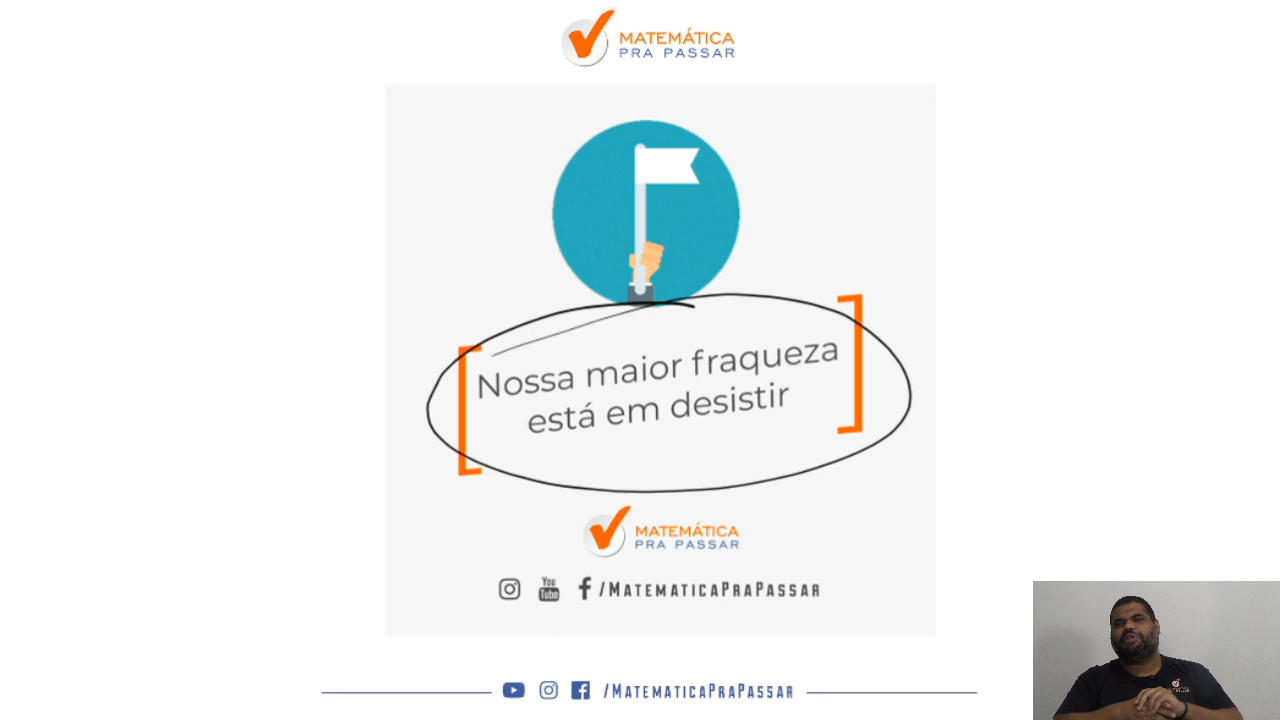 MATEMÁTICA
PRA PASSAR
Nossa maior fraqueza
está em desistir
MATEMÁTICA
PRA PASSAR
You
Tube
/MATEMATICAPRAPASSAR
/MATEMATICAPRAPASSAR